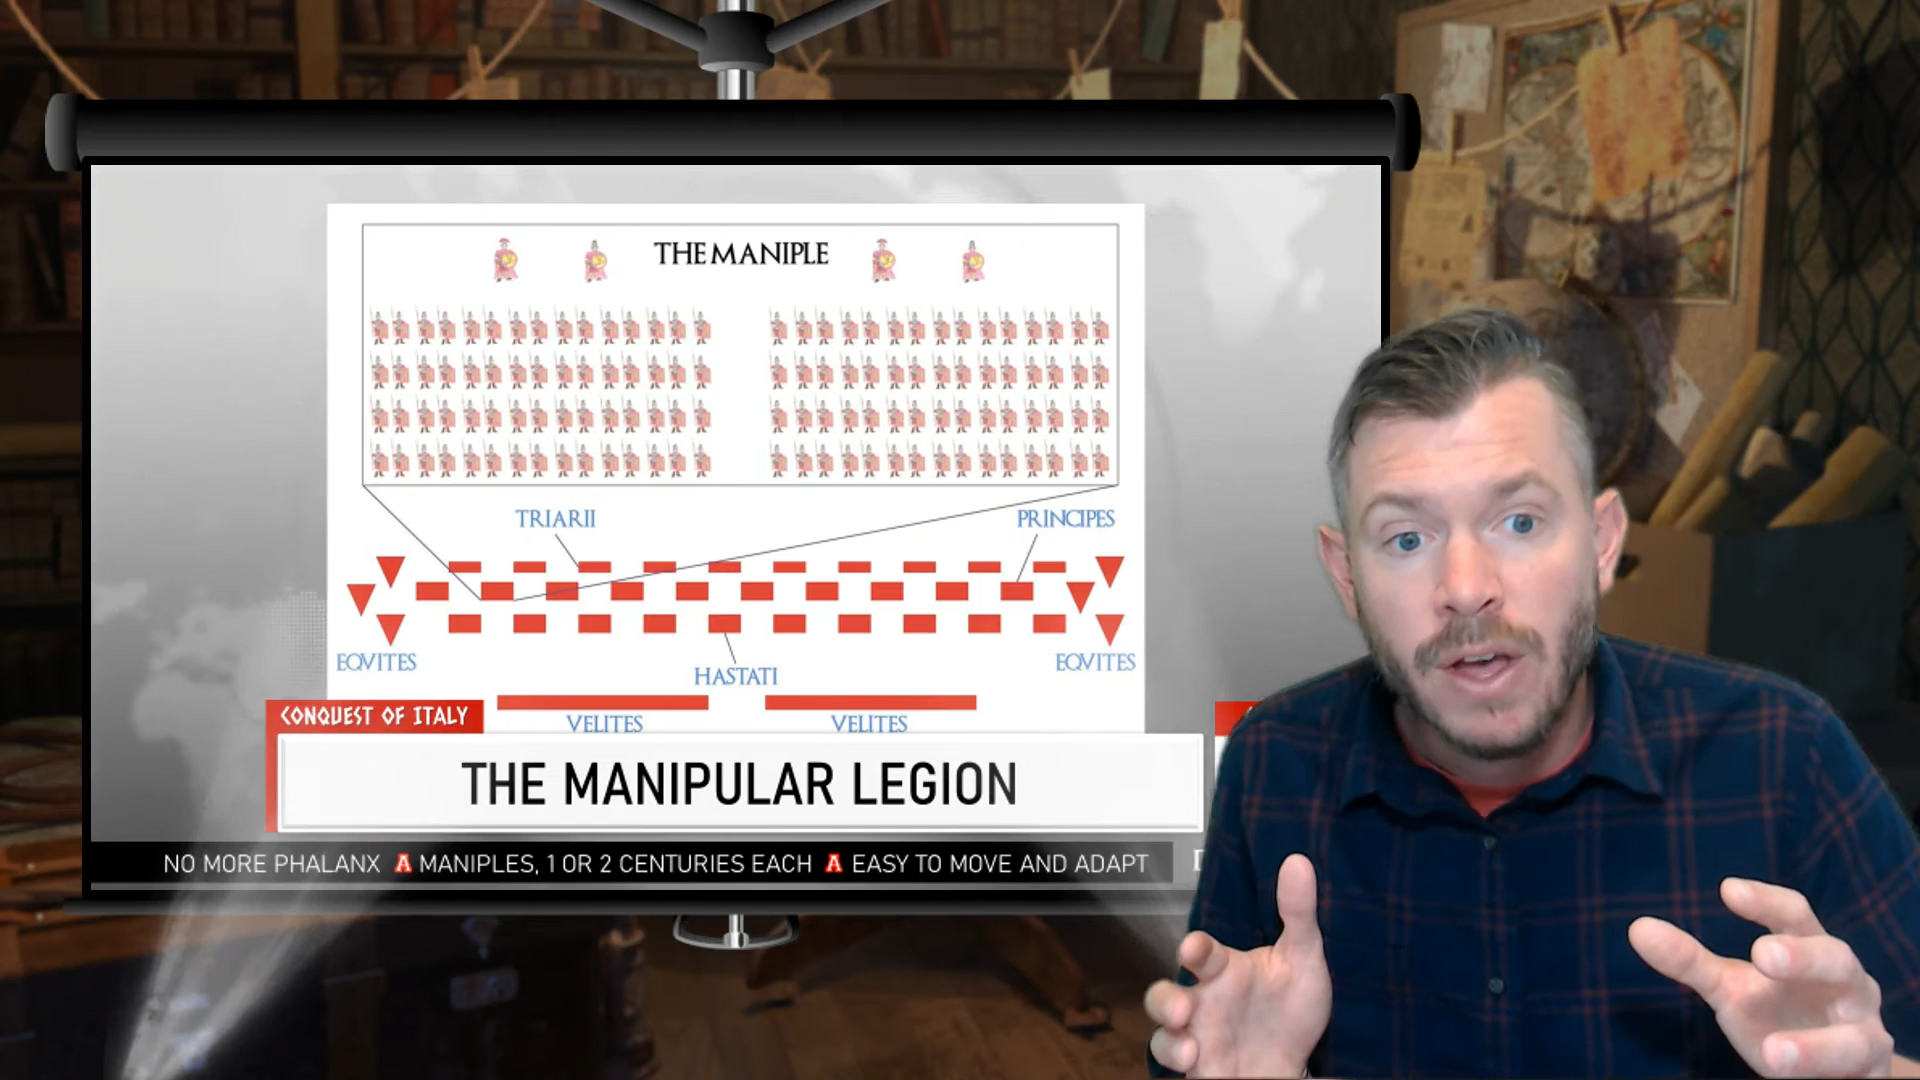 THE MANIPLE
TRIARII
PRINCIPES
EQVITES
EQVITES
HASTATI
VELITES
VELITES
CONQUEST OF ITALY
THE MANIPULAR LEGION
NO MORE PHALANX A MANIPLES, 1 OR 2 CENTURIES EACH A EASY TO MOVE AND ADAPT